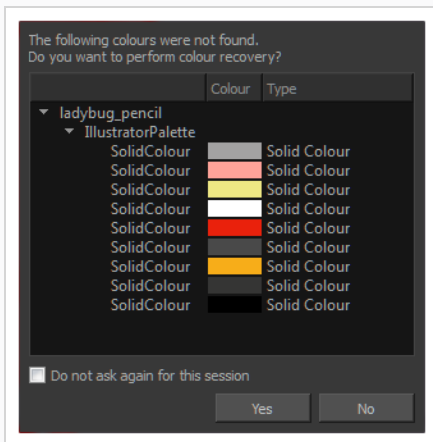 The following colours were not found.
Do you want to perform colour recovery?
Colour Type
ladybug_pencil
IllustratorPalette
SolidColour Solid Colour
SolidColour Solid Colour
SolidColour Solid Colour
SolidColour Solid Colour
SolidColour Solid Colour
SolidColour Solid Colour
SolidColour Solid Colour
SolidColour Solid Colour
SolidColour Solid Colour
Do not ask again for this session
Yes No